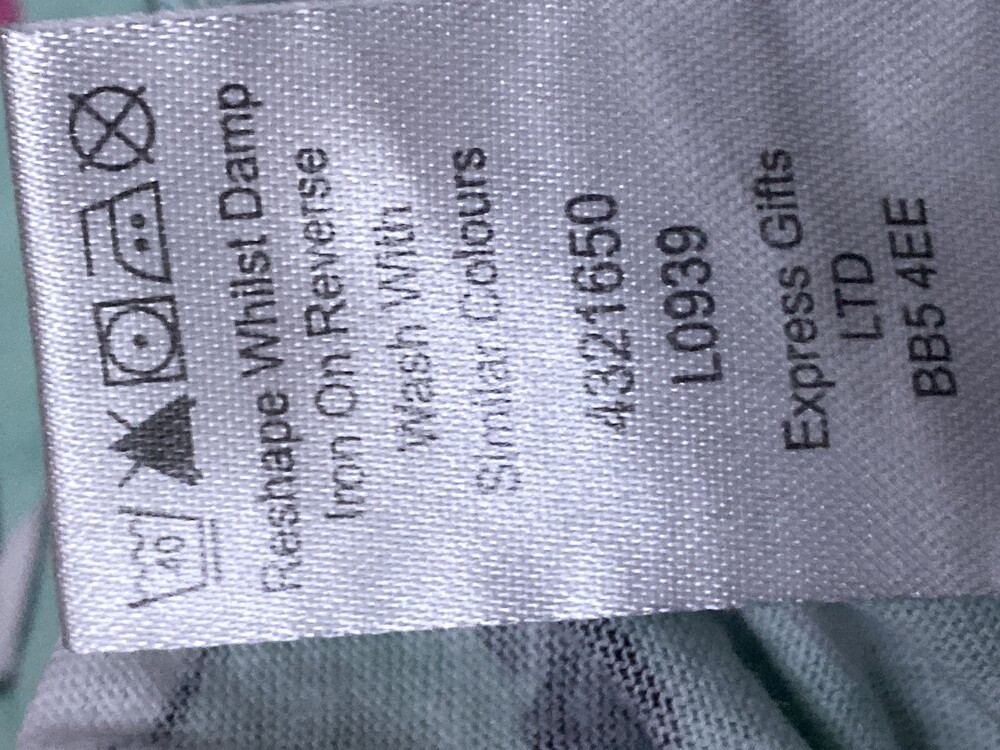 40
Reshape Whilst Damp
Iron On Reverse
Wash With
Similar Colours
4321650
L0939
Express Gifts
LTD
BB5 4EE